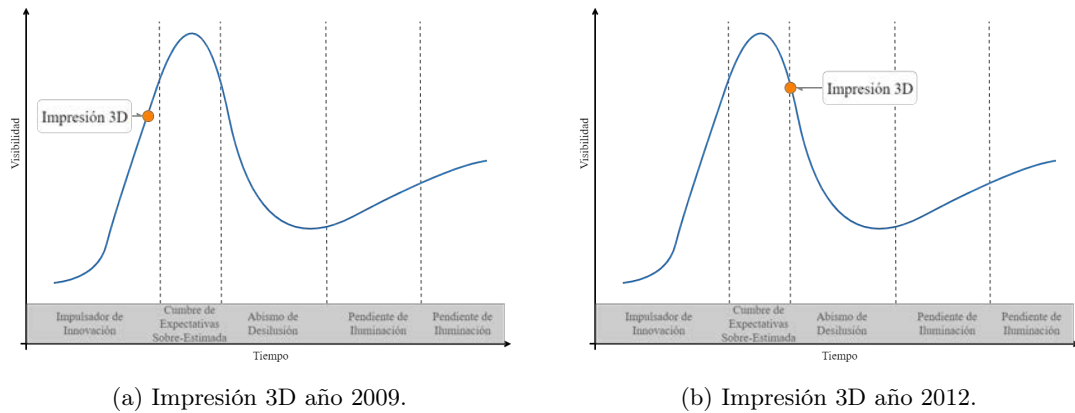 Visibilidad
Impresión 3D
Impulsador de
Innovación
Cumbre de
Expectativas
Sobre-Estimada
Abismo de
Desilusión
Pendiente de
Iluminación
Pendiente de
Iluminación
Tiempo
(a) Impresión 3D año 2009.
Visibilidad
Impresión 3D
Impulsador de
Innovación
Cumbre de
Expectativas
Sobre-Estimada
Abismo de
Desilusión
Pendiente de
Iluminación
Pendiente de
Iluminación
Tiempo
(b) Impresión 3D año 2012.